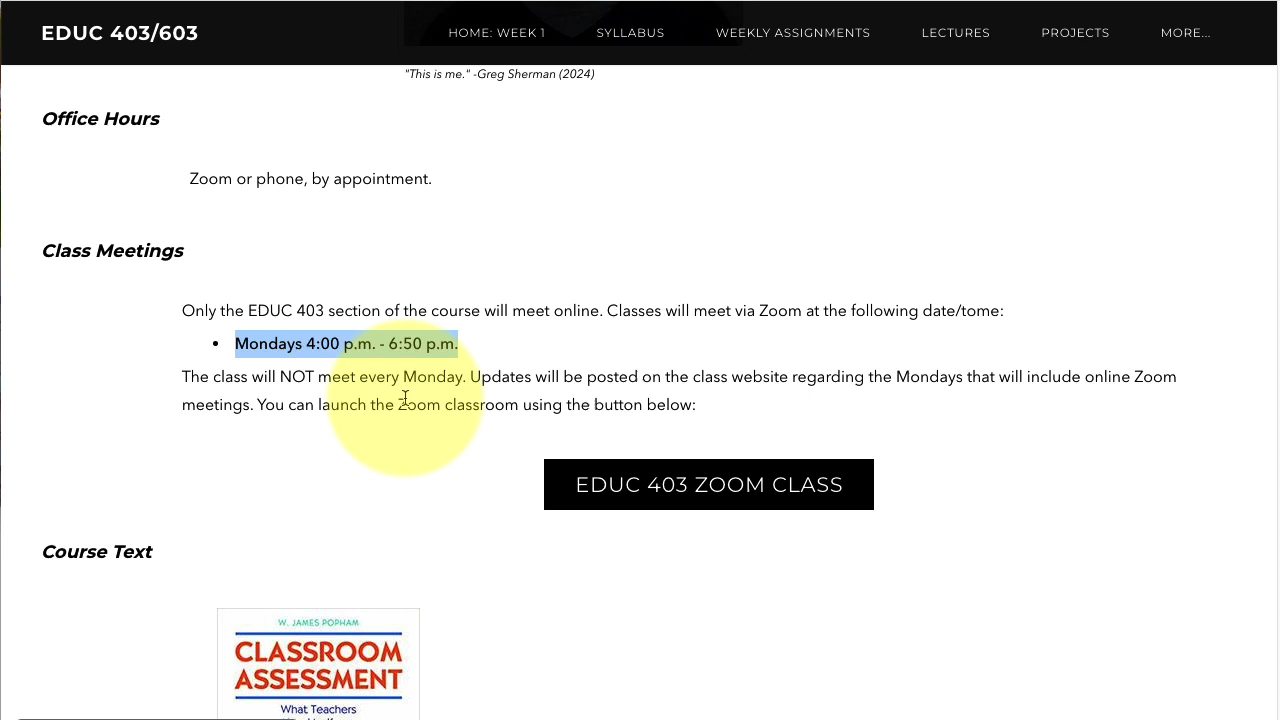 EDUC 403/603
HOME: WEEK 1 SYLLABUS WEEKLY ASSIGNMENTS LECTURES PROJECTS MORE...
"This is me." -Greg Sherman (2024)
Office Hours
Zoom or phone, by appointment.
Class Meetings
Only the EDUC 403 section of the course will meet online. Classes will meet via Zoom at the following date/tome:
• Mondays 4:00 p.m. - 6:50 p.m.
The class will NOT meet every Monday. Updates will be posted on the class website regarding the Mondays that will include online Zoom
meetings. You can launch the Zoom classroom using the button below:
EDUC 403 ZOOM CLASS
Course Text
W. JAMES POPHAM
CLASSROOM
ASSESSMENT
What Teachers